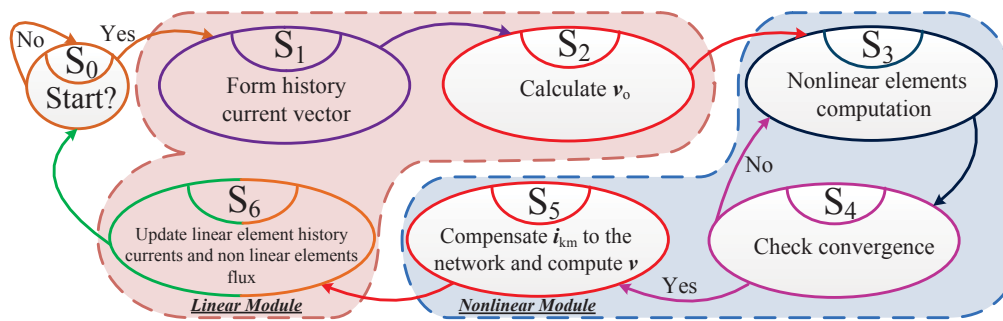 No
Yes
S0
Start?
S1
Form history
current vector
S2
Calculate vo
S3
Nonlinear elements
computation
No
S4
Check convergence
Yes
S5
Compensate ikm to the
network and compute v
S6
Update linear element history
currents and non linear elements
flux
Linear Module
Nonlinear Module